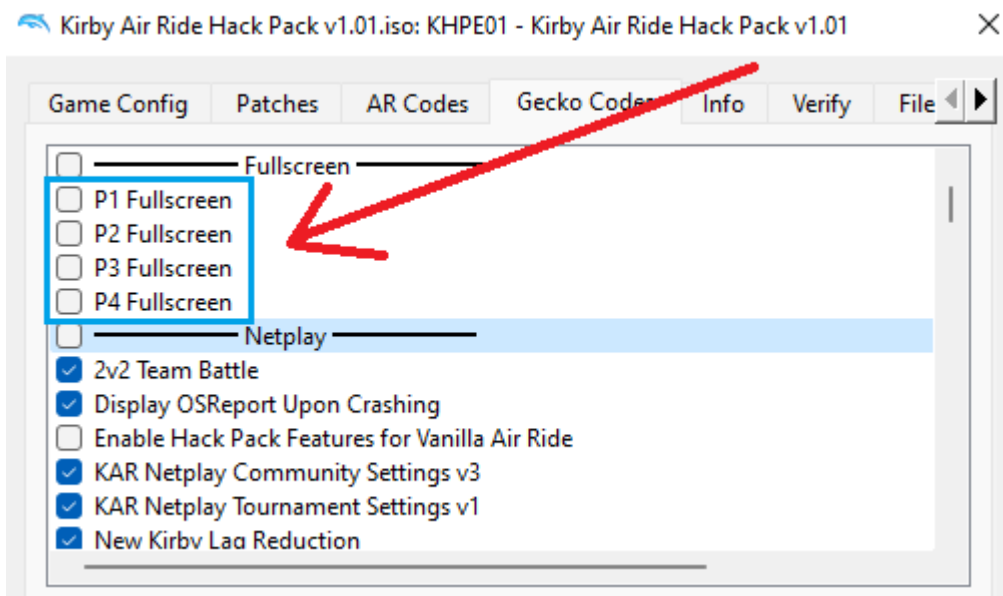 Kirby Air Ride Hack Pack v1.01.iso: KHPE01 - Kirby Air Ride Hack Pack v1.01
Game Config Patches AR Codes Gecko Codes Info Verify File
Fullscreen
P1 Fullscreen
P2 Fullscreen
P3 Fullscreen
P4 Fullscreen
Netplay
2v2 Team Battle
Display OSReport Upon Crashing
Enable Hack Pack Features for Vanilla Air Ride
KAR Netplay Community Settings v3
KAR Netplay Tournament Settings v1
New Kirby Lag Reduction